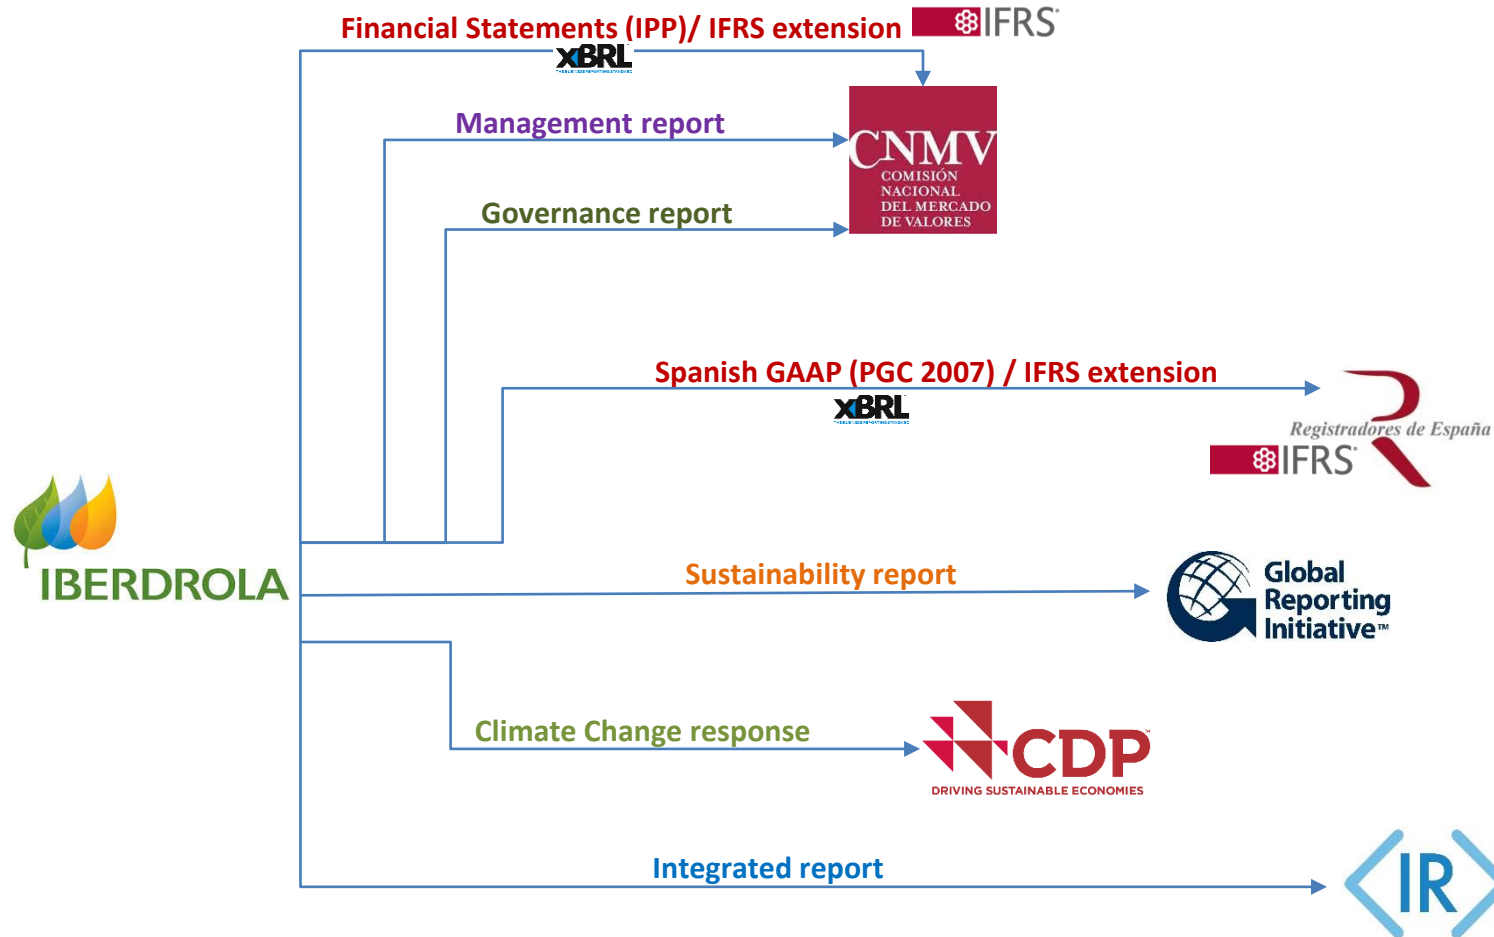 Financial Statements (IPP)/ IFRS extension
IFRS
XBRL
Management report
CNMV
COMISIÓN
NACIONAL
DEL MERCADO
DE VALORES
Governance report
Spanish GAAP (PGC 2007) / IFRS extension
XBRL
Registradores de España
IFRS
IBERDROLA
Sustainability report
Global
Reporting
Initiative™
Climate Change response
CDP
DRIVING SUSTAINABLE ECONOMIES
Integrated report
<IR>